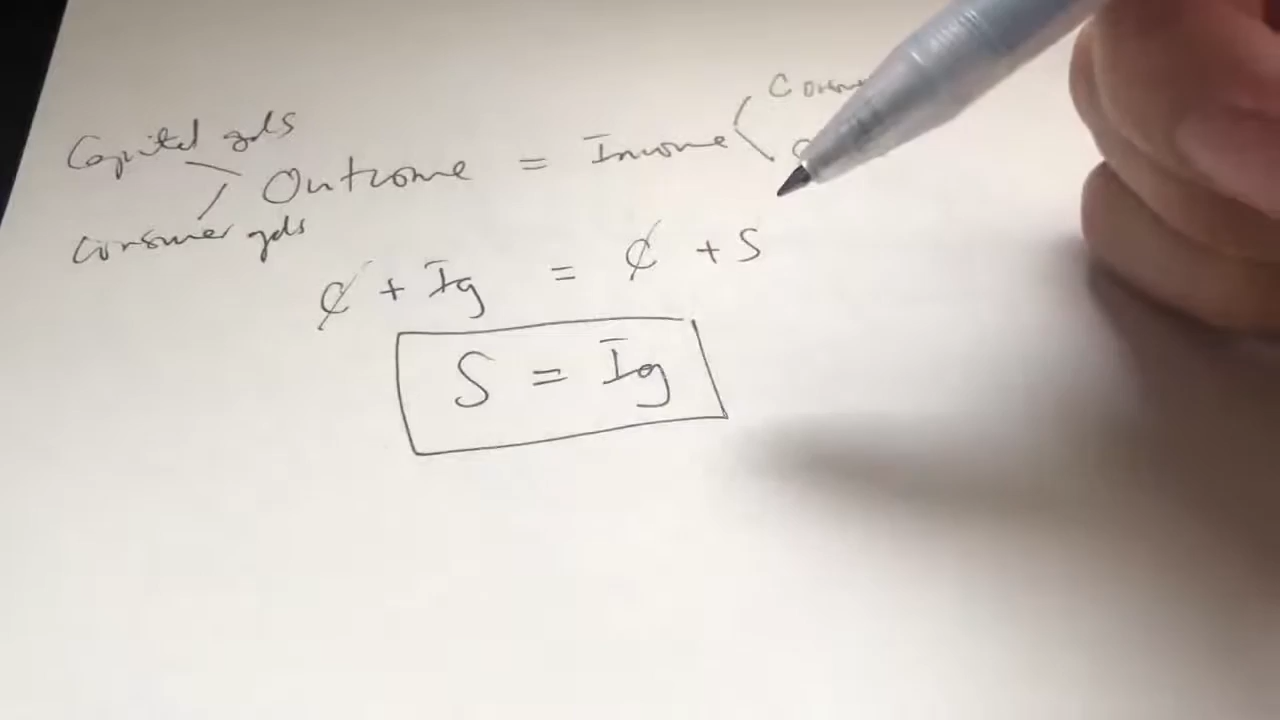 Capital gds
Outcome = Income
Consumer gds
C + Ig = C + S
S = Ig